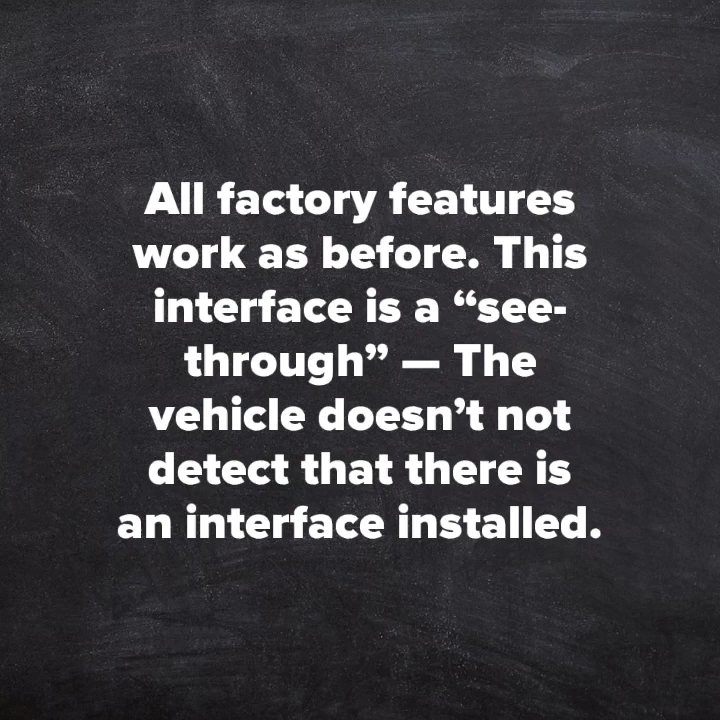 All factory features
work as before. This
interface is a “see-
through” — The
vehicle doesn’t not
detect that there is
an interface installed.